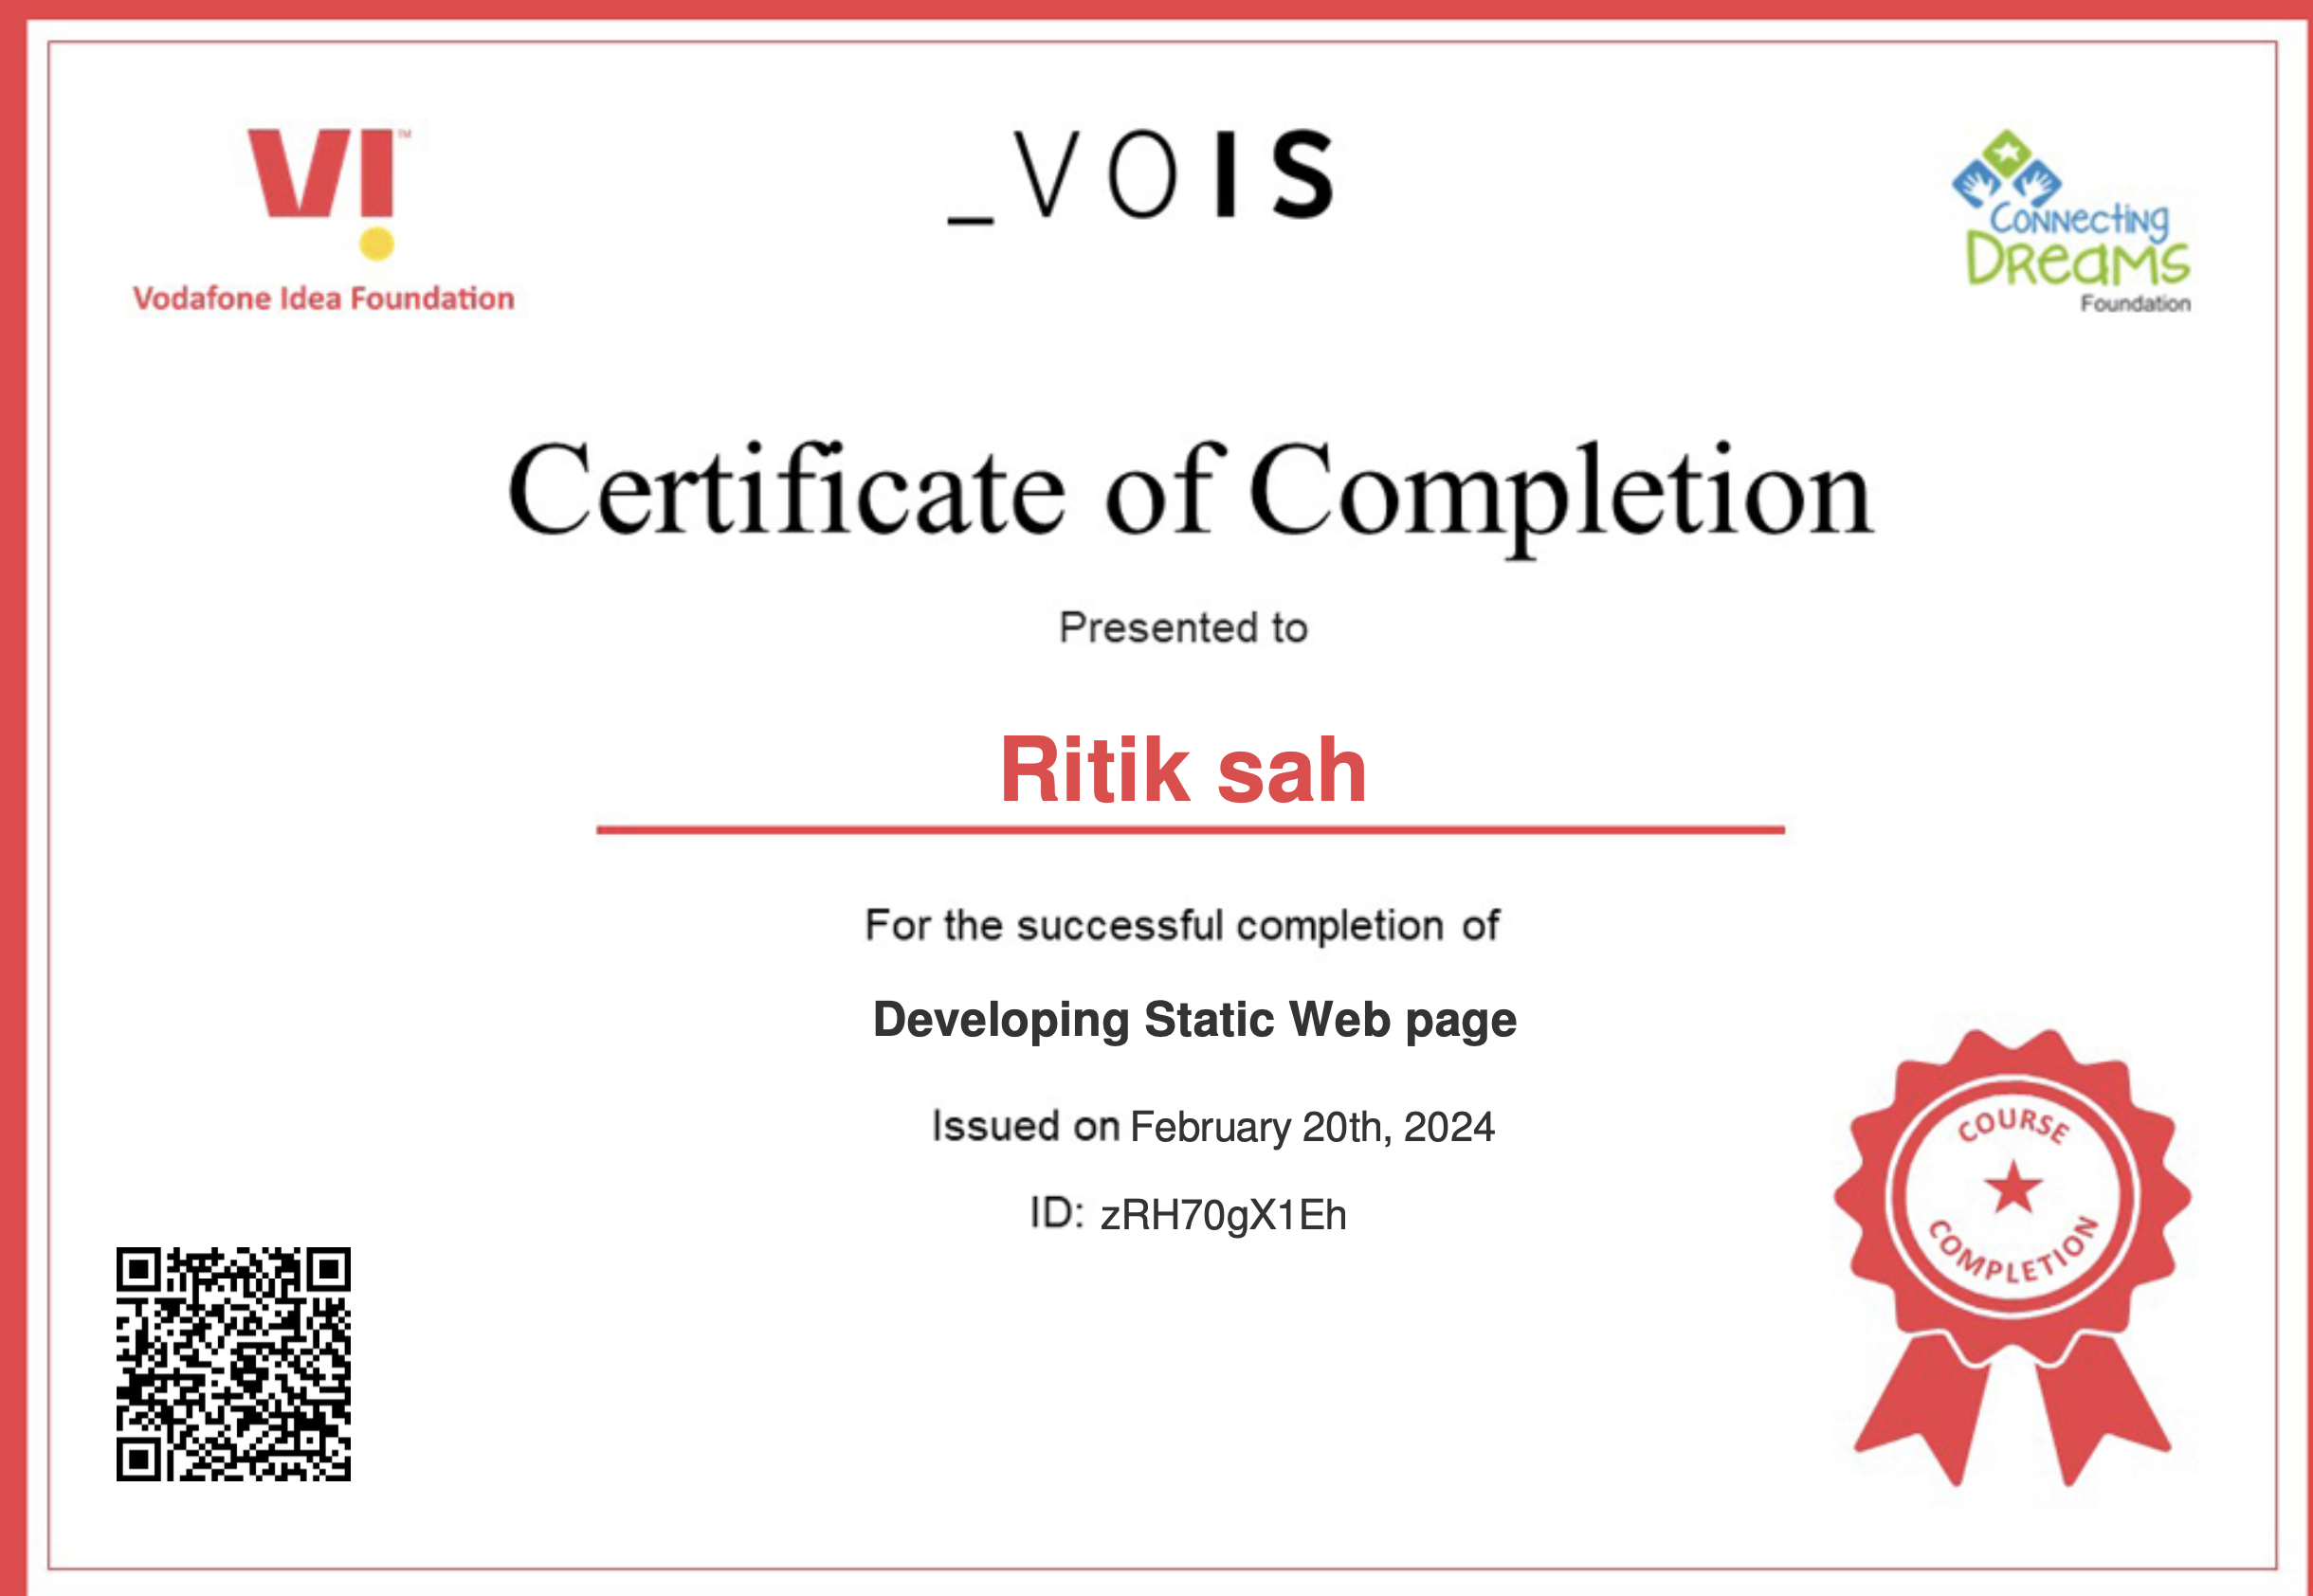 VI™
Vodafone Idea Foundation
_VOIS
Connecting
Dreams
Foundation
Certificate of Completion
Presented to
Ritik sah
For the successful completion of
Developing Static Web page
Issued on February 20th, 2024
ID: zRH70gX1Eh
COURSE
COMPLETION